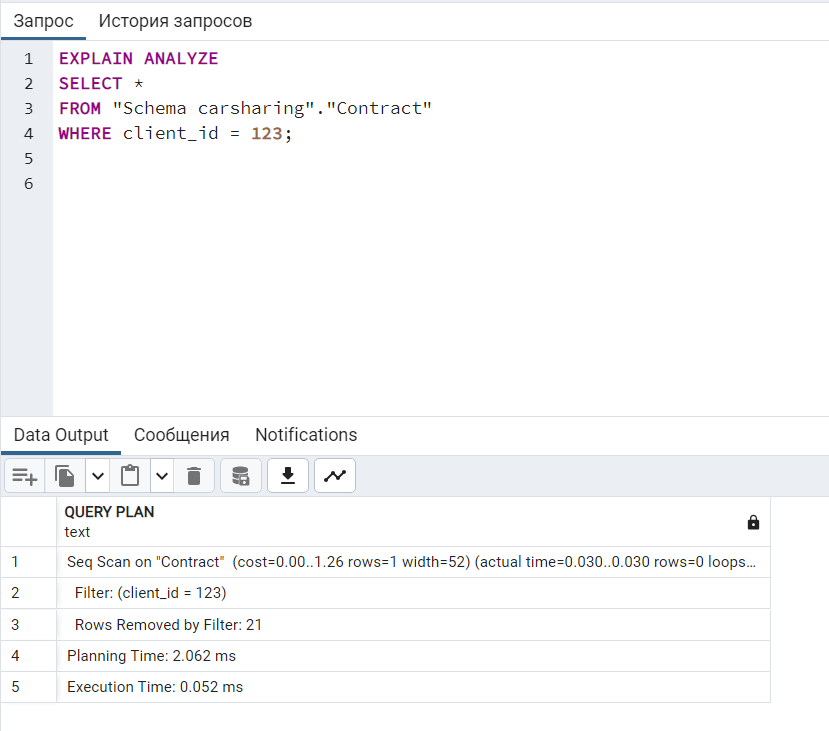 Запрос История запросов
1 EXPLAIN ANALYZE
2 SELECT *
3 FROM "Schema carsharing"."Contract"
4 WHERE client_id = 123;
5
6
Data Output Сообщения Notifications
QUERY PLAN
text
1 Seq Scan on "Contract" (cost=0.00..1.26 rows=1 width=52) (actual time=0.030..0.030 rows=0 loops…
2 Filter: (client_id = 123)
3 Rows Removed by Filter: 21
4 Planning Time: 2.062 ms
5 Execution Time: 0.052 ms